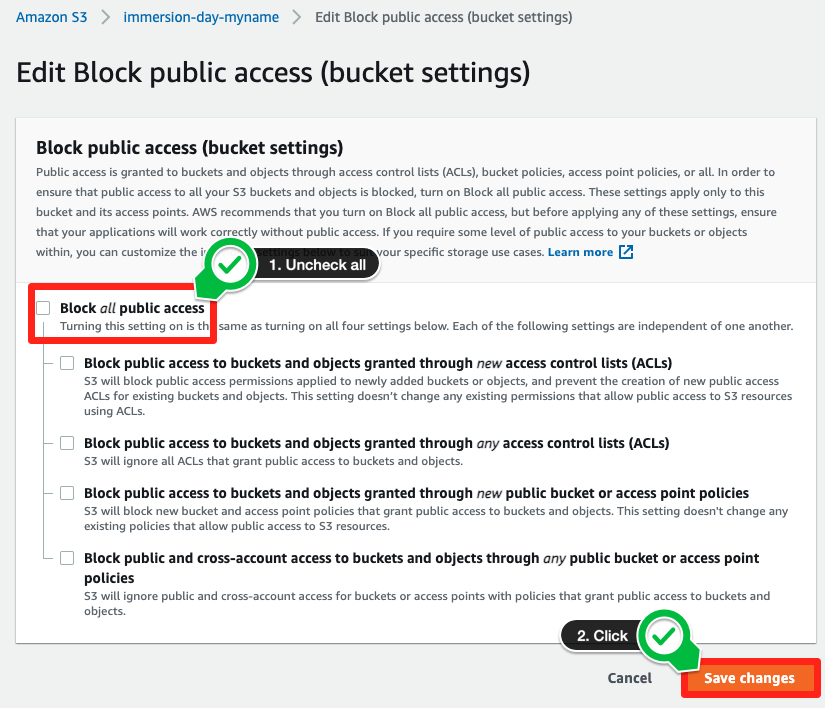 Amazon S3 > immersion-day-myname > Edit Block public access (bucket settings)
Edit Block public access (bucket settings)
Block public access (bucket settings)
Public access is granted to buckets and objects through access control lists (ACLs), bucket policies, access point policies, or all. In order to
ensure that public access to all your S3 buckets and objects is blocked, turn on Block all public access. These settings apply only to this
bucket and its access points. AWS recommends that you turn on Block all public access, but before applying any of these settings, ensure
that your applications will work correctly without public access. If you require some level of public access to your buckets or objects
within, you can customize the settings below to suit your specific storage use cases. Learn more
1. Uncheck all
Block all public access
Turning this setting on is the same as turning on all four settings below. Each of the following settings are independent of one another.
Block public access to buckets and objects granted through new access control lists (ACLs)
S3 will block public access permissions applied to newly added buckets or objects, and prevent the creation of new public access
ACLs for existing buckets and objects. This setting doesn't change any existing permissions that allow public access to S3 resources
using ACLs.
Block public access to buckets and objects granted through any access control lists (ACLs)
S3 will ignore all ACLs that grant public access to buckets and objects.
Block public access to buckets and objects granted through new public bucket or access point policies
S3 will block new bucket and access point policies that grant public access to buckets and objects. This setting doesn't change any
existing policies that allow public access to S3 resources.
Block public and cross-account access to buckets and objects through any public bucket or access point
policies
S3 will ignore public and cross-account access for buckets or access points with policies that grant public access to buckets and
objects.
2. Click
Cancel
Save changes